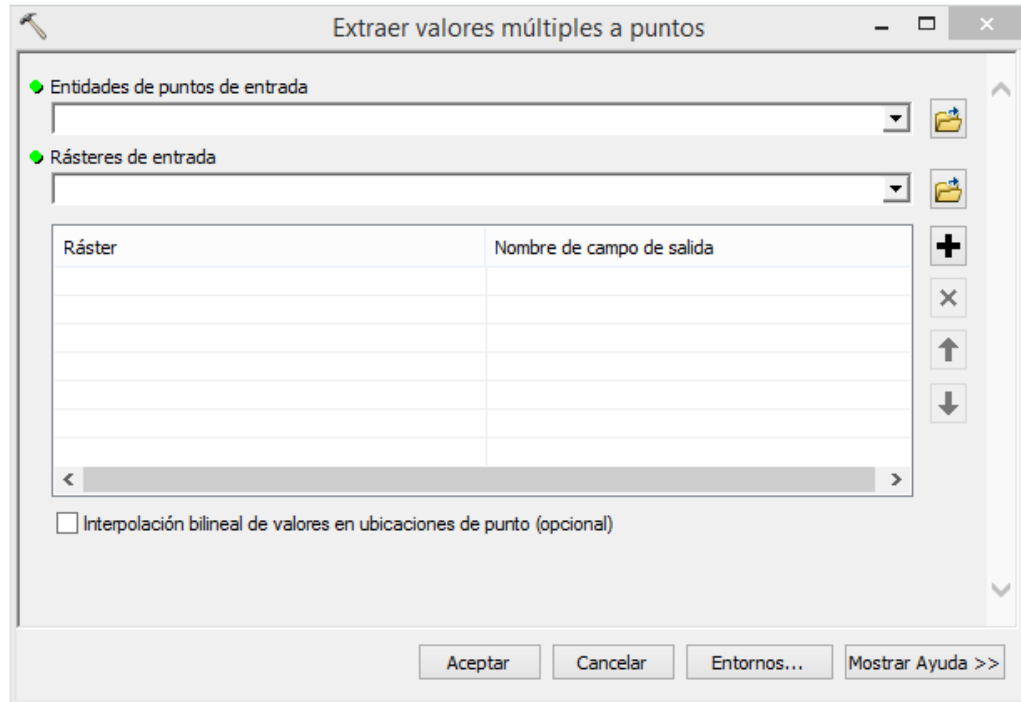 Extraer valores múltiples a puntos
Entidades de puntos de entrada
Rásteres de entrada
Ráster Nombre de campo de salida
Interpolación bilineal de valores en ubicaciones de punto (opcional)
Aceptar Cancelar Entornos... Mostrar Ayuda >>